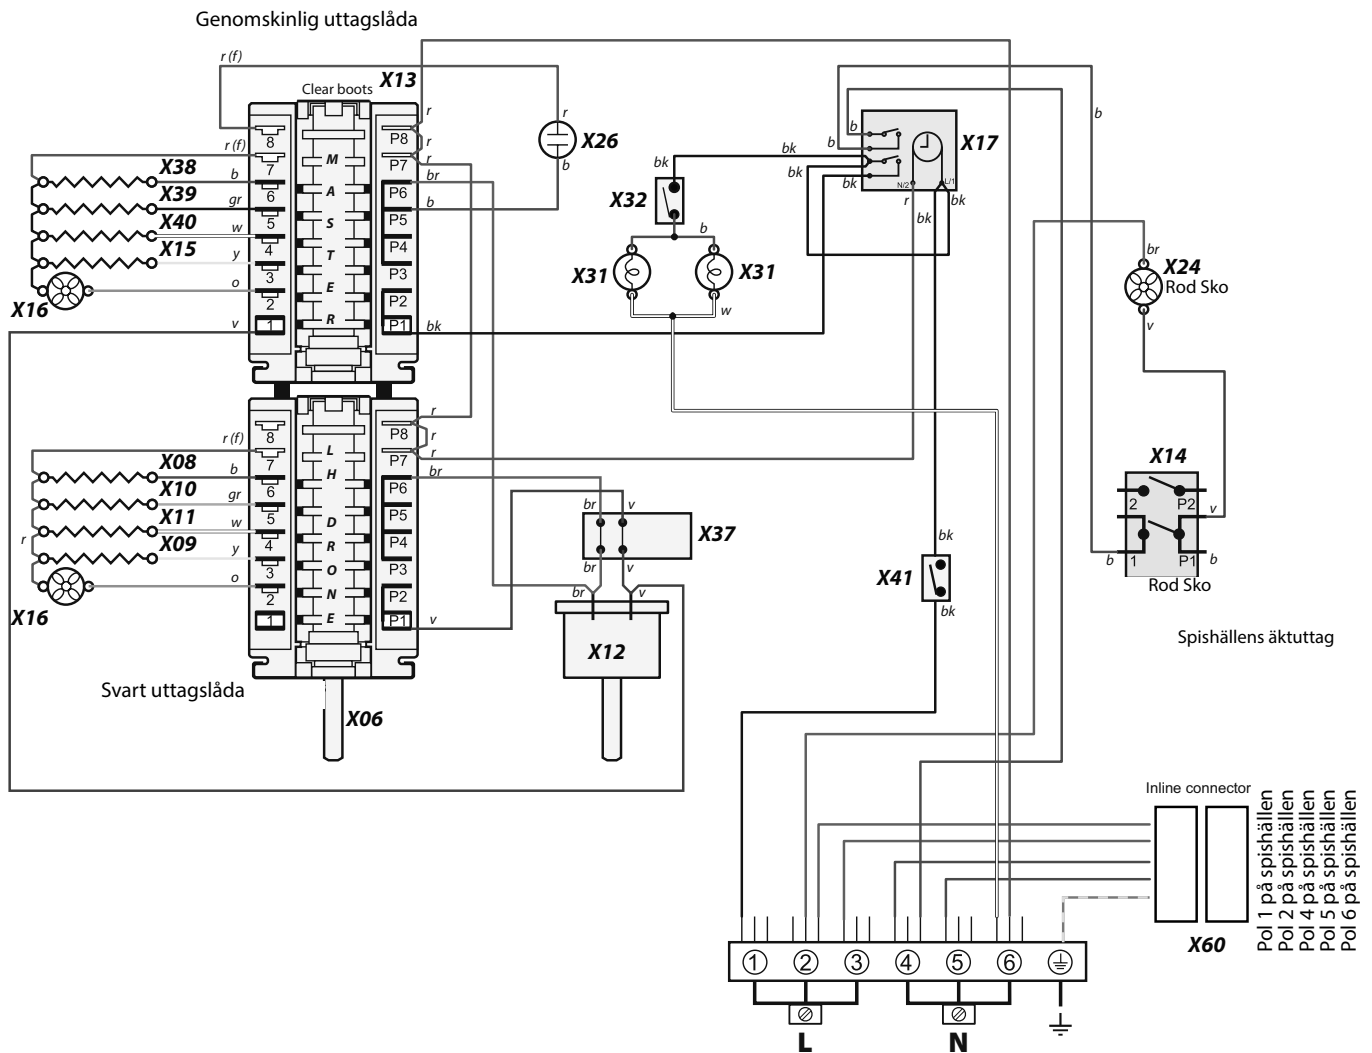 Genomskinlig uttagslåda
r (f)
X13
Clear boots
r
r
X26
b
r (f)
X38
b
X39
gr
X40
w
X15
y
X16
o
v
8
7
6
5
4
3
2
1
M
A
S
T
E
R
P8
P7
P6
P5
P4
P3
P2
P1
r
r
br
b
bk
bk
X32
X31
b
X31
w
bk
bk
bk
b
b
X17
N/2
L/1
r
bk
bk
b
br
X24
Rod Sko
v
X14
2
P2
v
1
P1
b
b
Rod Sko
Spishällens äktuttag
r (f)
X08
b
X10
gr
X11
w
X09
y
r
X16
o
8
7
6
5
4
3
2
1
L
H
D
R
O
N
E
P8
P7
P6
P5
P4
P3
P2
P1
r
r
r
br
v
br
v
X37
br
v
br
v
X12
Svart uttagslåda
X06
bk
X41
bk
Inline connector
X60
Pol 1 på spishällen
Pol 2 på spishällen
Pol 4 på spishällen
Pol 5 på spishällen
Pol 6 på spishällen
1
2
3
4
5
6
L
N